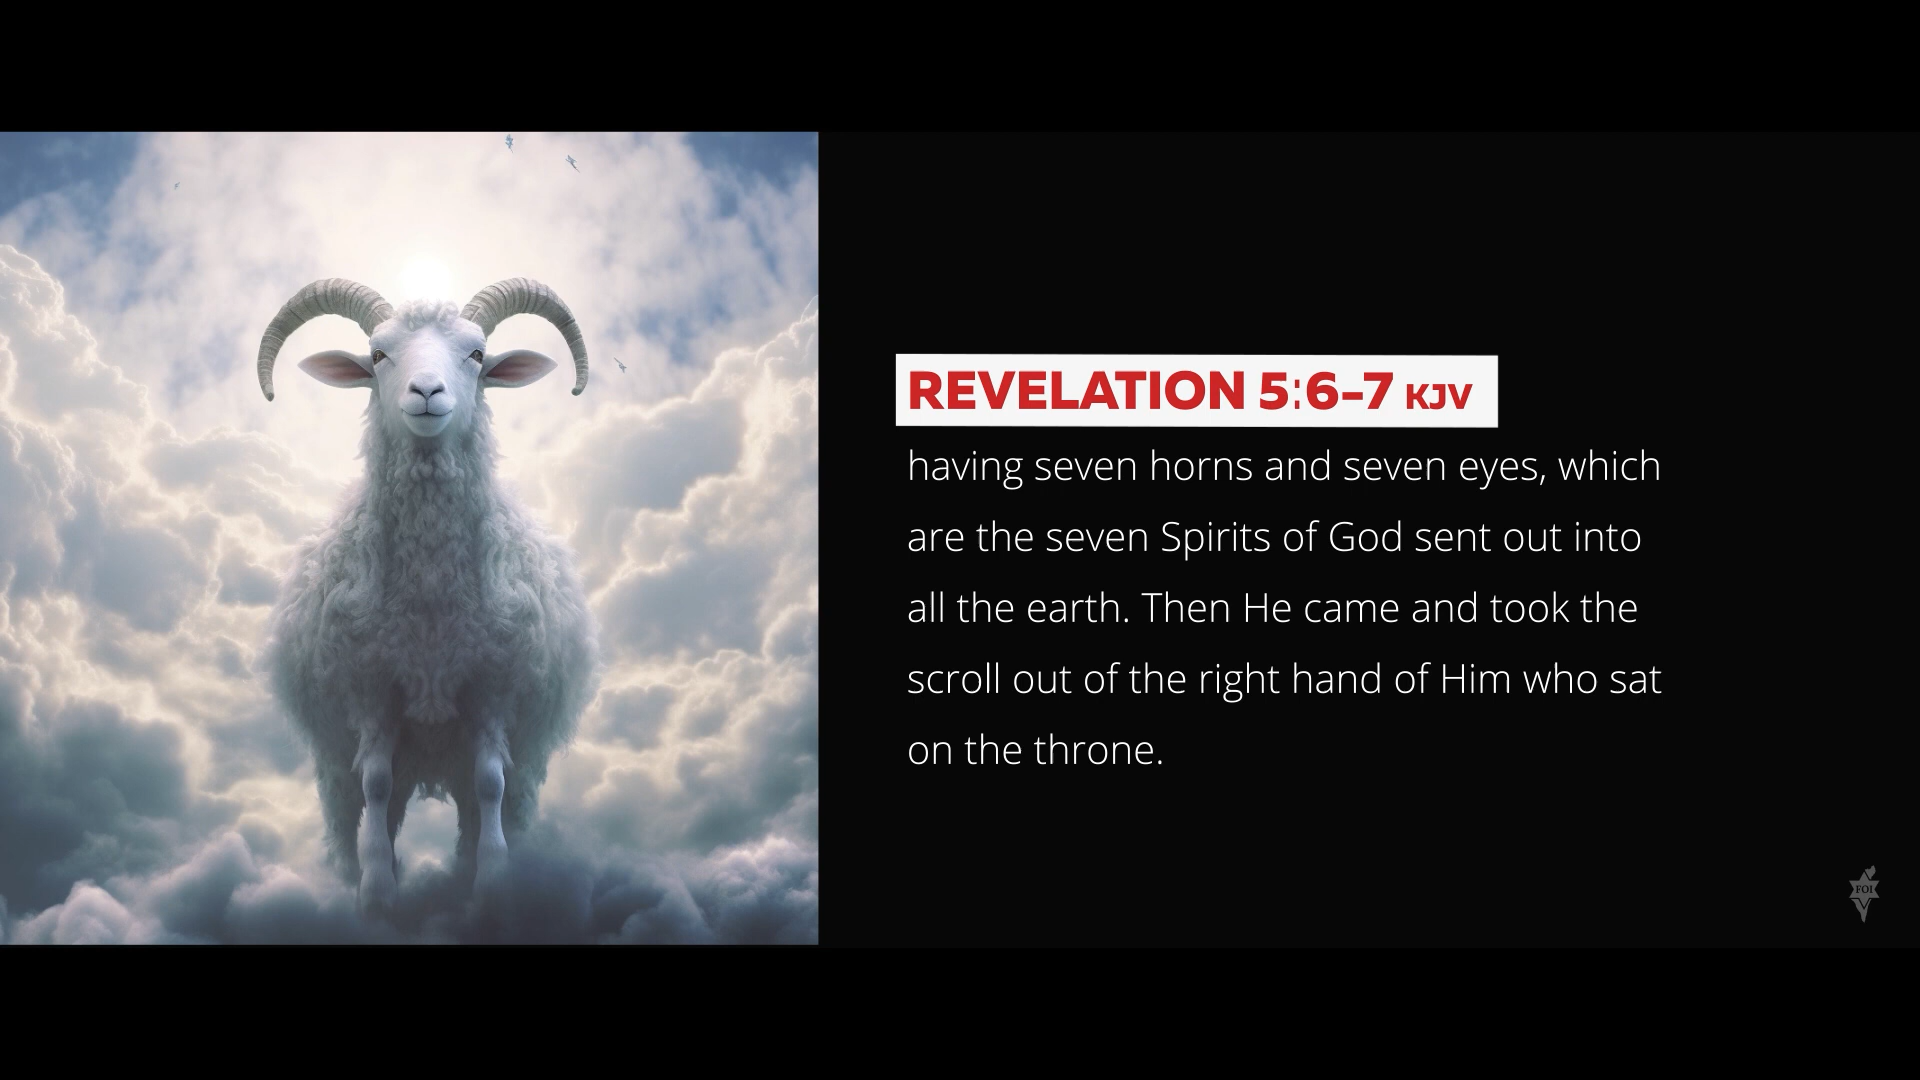 REVELATION 5:6-7 KJV
having seven horns and seven eyes, which
are the seven Spirits of God sent out into
all the earth. Then He came and took the
scroll out of the right hand of Him who sat
on the throne.
FOI